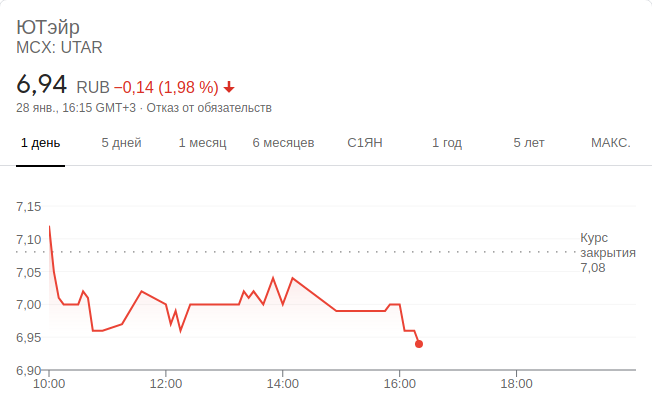 ЮТэйр
MCX: UTAR
6,94 RUB −0,14 (1,98 %)
28 янв., 16:15 GMT+3 · Отказ от обязательств
1 день 5 дней 1 месяц 6 месяцев С1ЯН 1 год 5 лет МАКС.
7,15
7,10
7,05
7,00
6,95
6,90
Курс
закрытия
7,08
10:00 12:00 14:00 16:00 18:00